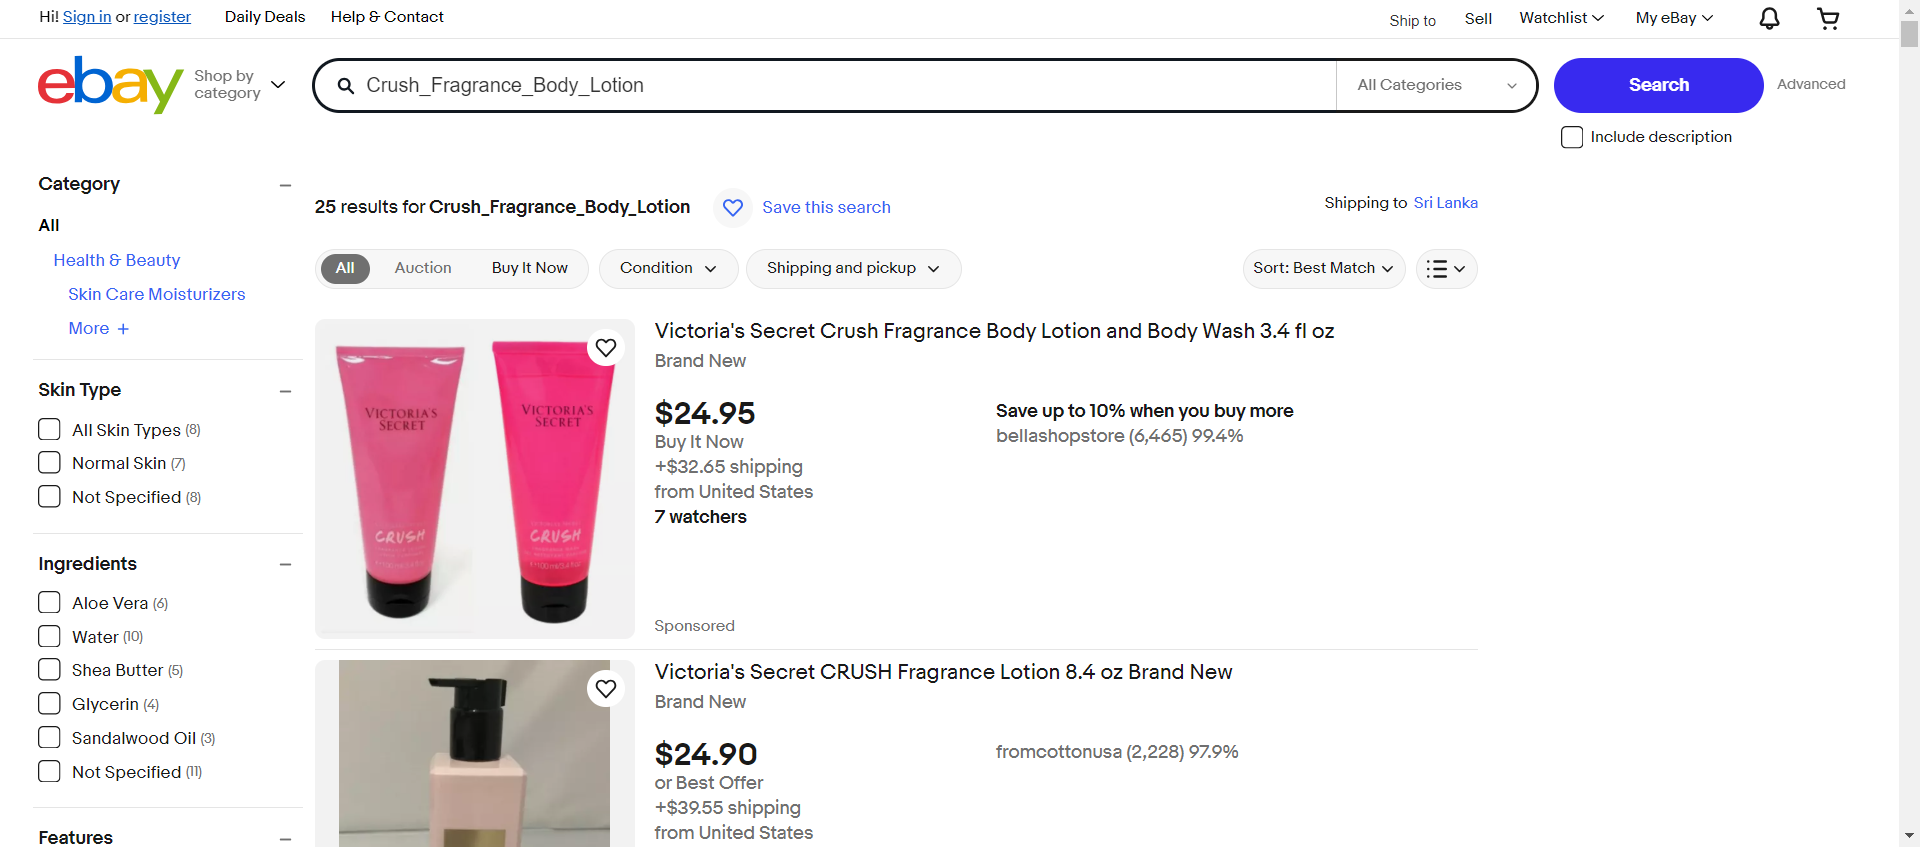 Hi! Sign in or register
Daily Deals
Help & Contact
Ship to
Sell
Watchlist
My eBay
ebay
Shop by
category
Crush_Fragrance_Body_Lotion
All Categories
Search
Advanced
Include description
Category
All
Health & Beauty
Skin Care Moisturizers
More +
Skin Type
All Skin Types (8)
Normal Skin (7)
Not Specified (8)
Ingredients
Aloe Vera (6)
Water (10)
Shea Butter (5)
Glycerin (4)
Sandalwood Oil (3)
Not Specified (11)
Features
25 results for Crush_Fragrance_Body_Lotion
Save this search
Shipping to Sri Lanka
All
Auction
Buy It Now
Condition
Shipping and pickup
Sort: Best Match
VICTORIA'S
SECRET
CRUSH
VICTORIA'S
SECRET
CRUSH
Victoria's Secret Crush Fragrance Body Lotion and Body Wash 3.4 fl oz
Brand New
$24.95
Buy It Now
+$32.65 shipping
from United States
7 watchers
Save up to 10% when you buy more
bellashopstore (6,465) 99.4%
Sponsored
Victoria's Secret CRUSH Fragrance Lotion 8.4 oz Brand New
Brand New
$24.90
or Best Offer
+$39.55 shipping
from United States
fromcottonusa (2,228) 97.9%